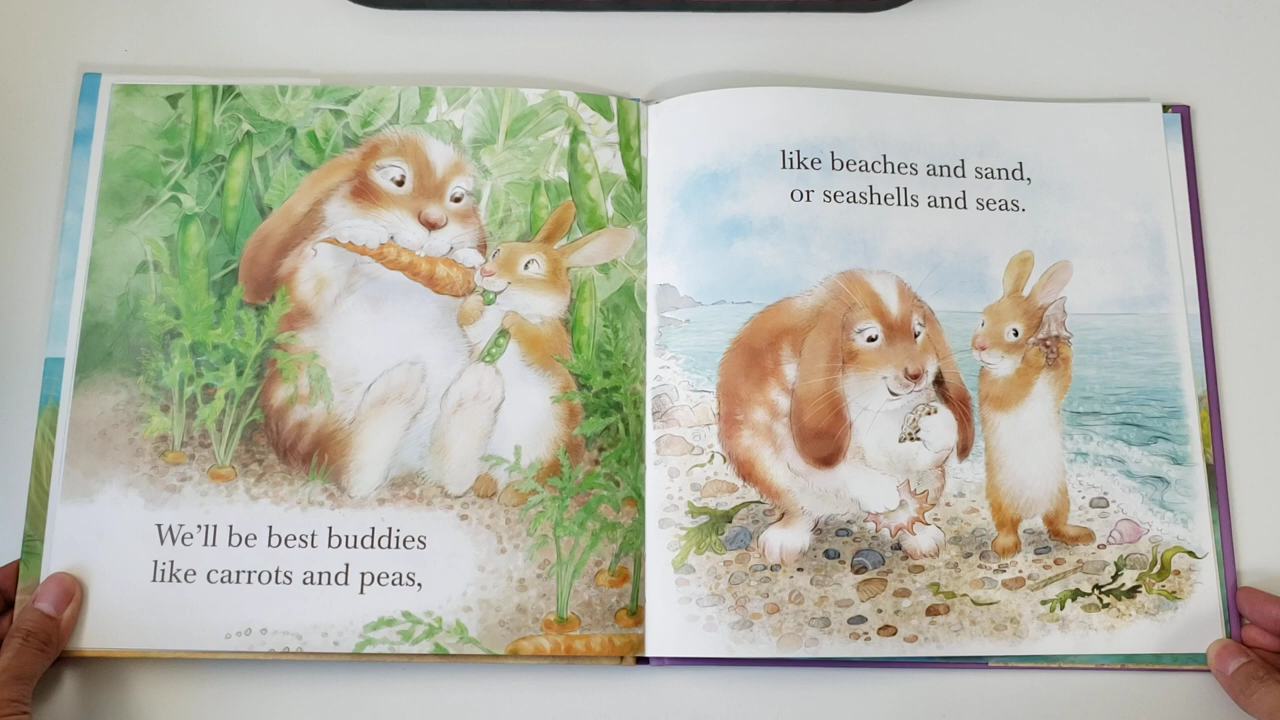 We’ll be best buddies
like carrots and peas,
like beaches and sand,
or seashells and seas.